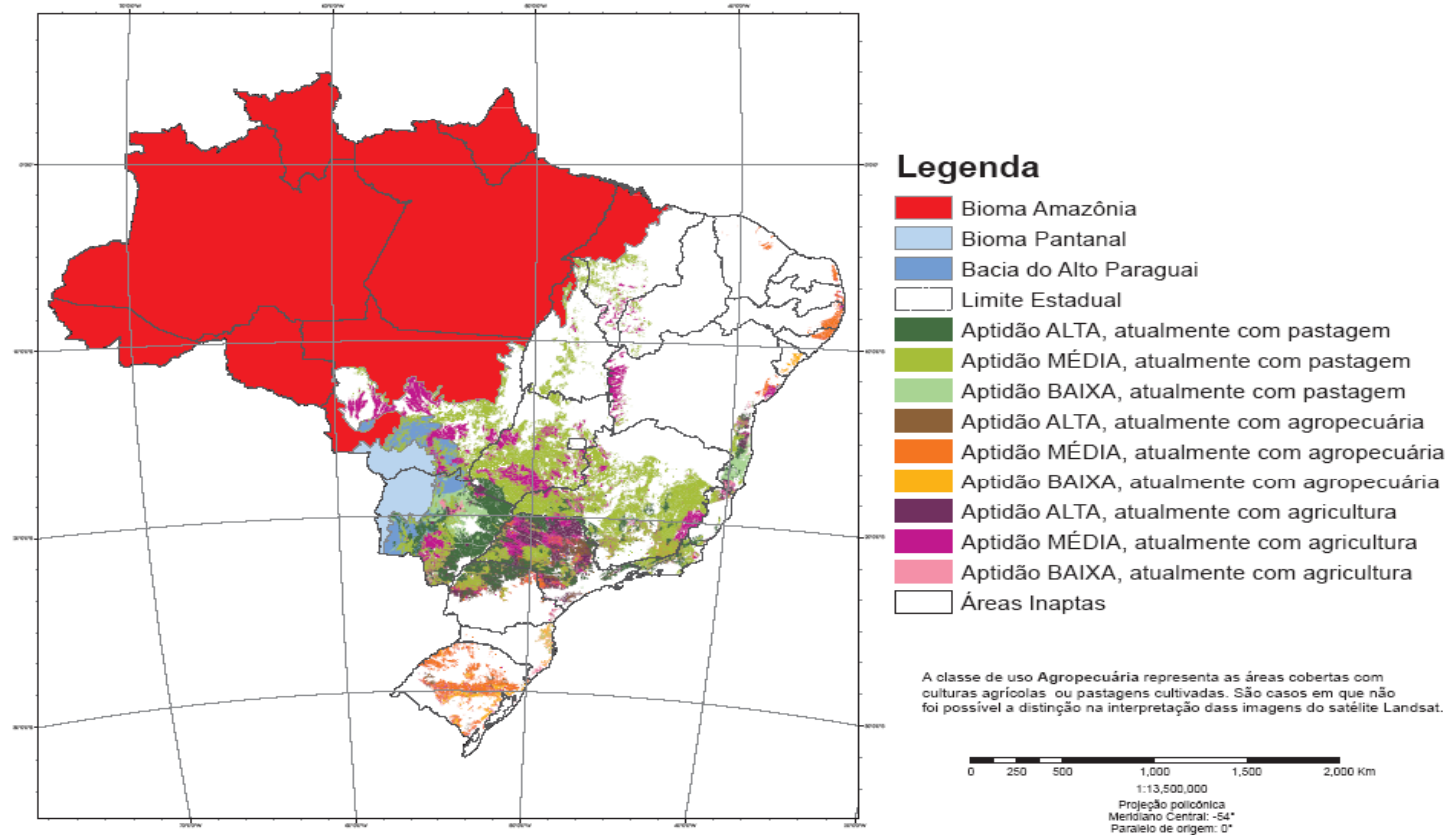 Legenda
Bioma Amazônia
Bioma Pantanal
Bacia do Alto Paraguai
Limite Estadual
Aptidão ALTA, atualmente com pastagem
Aptidão MÉDIA, atualmente com pastagem
Aptidão BAIXA, atualmente com pastagem
Aptidão ALTA, atualmente com agropecuária
Aptidão MÉDIA, atualmente com agropecuária
Aptidão BAIXA, atualmente com agropecuária
Aptidão ALTA, atualmente com agricultura
Aptidão MÉDIA, atualmente com agricultura
Aptidão BAIXA, atualmente com agricultura
Áreas Inaptas
A classe de uso Agropecuária representa as áreas cobertas com
culturas agrícolas ou pastagens cultivadas. São casos em que não
foi possível a distinção na interpretação dass imagens do satélite Landsat.
0 250 500 1,000 1,500 2,000 Km
1:13,500,000
Projeção policônica
Meridiano Central: -54°
Paralelo de origem: 0°